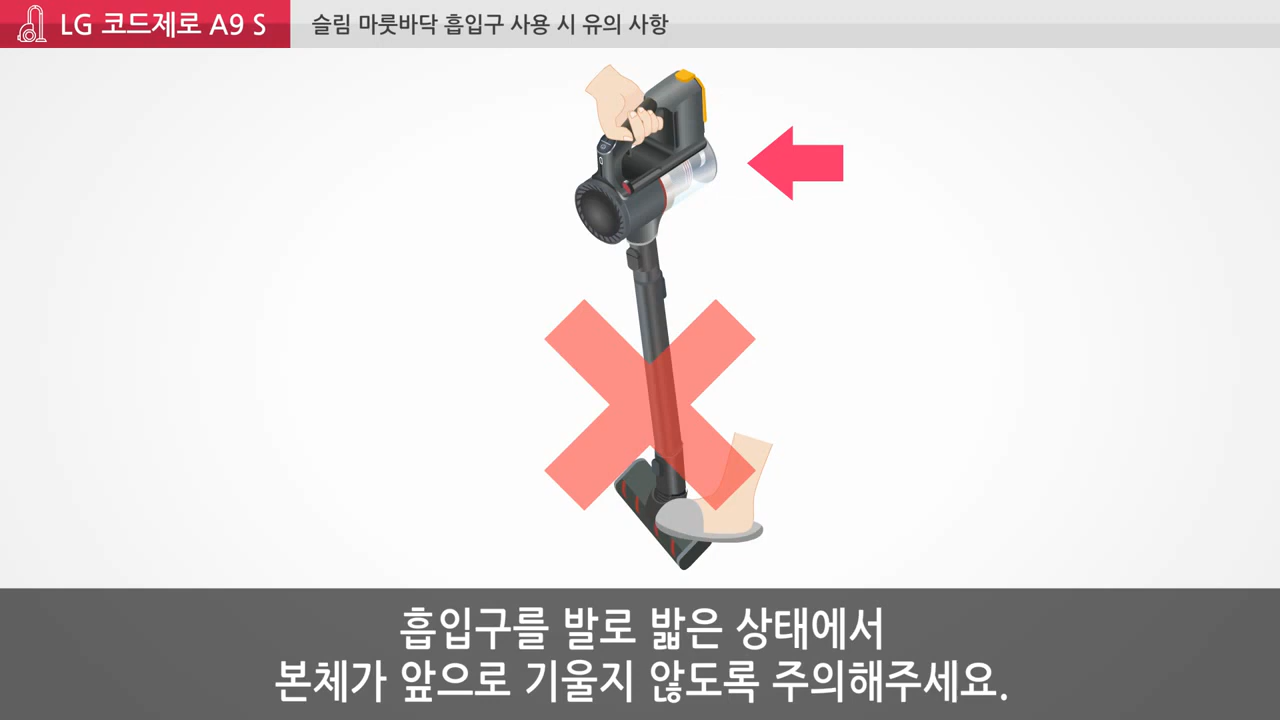 LG 코드제로 A9 S
슬림 마룻바닥 흡입구 사용 시 유의 사항
흡입구를 발로 밟은 상태에서
본체가 앞으로 기울지 않도록 주의해주세요.